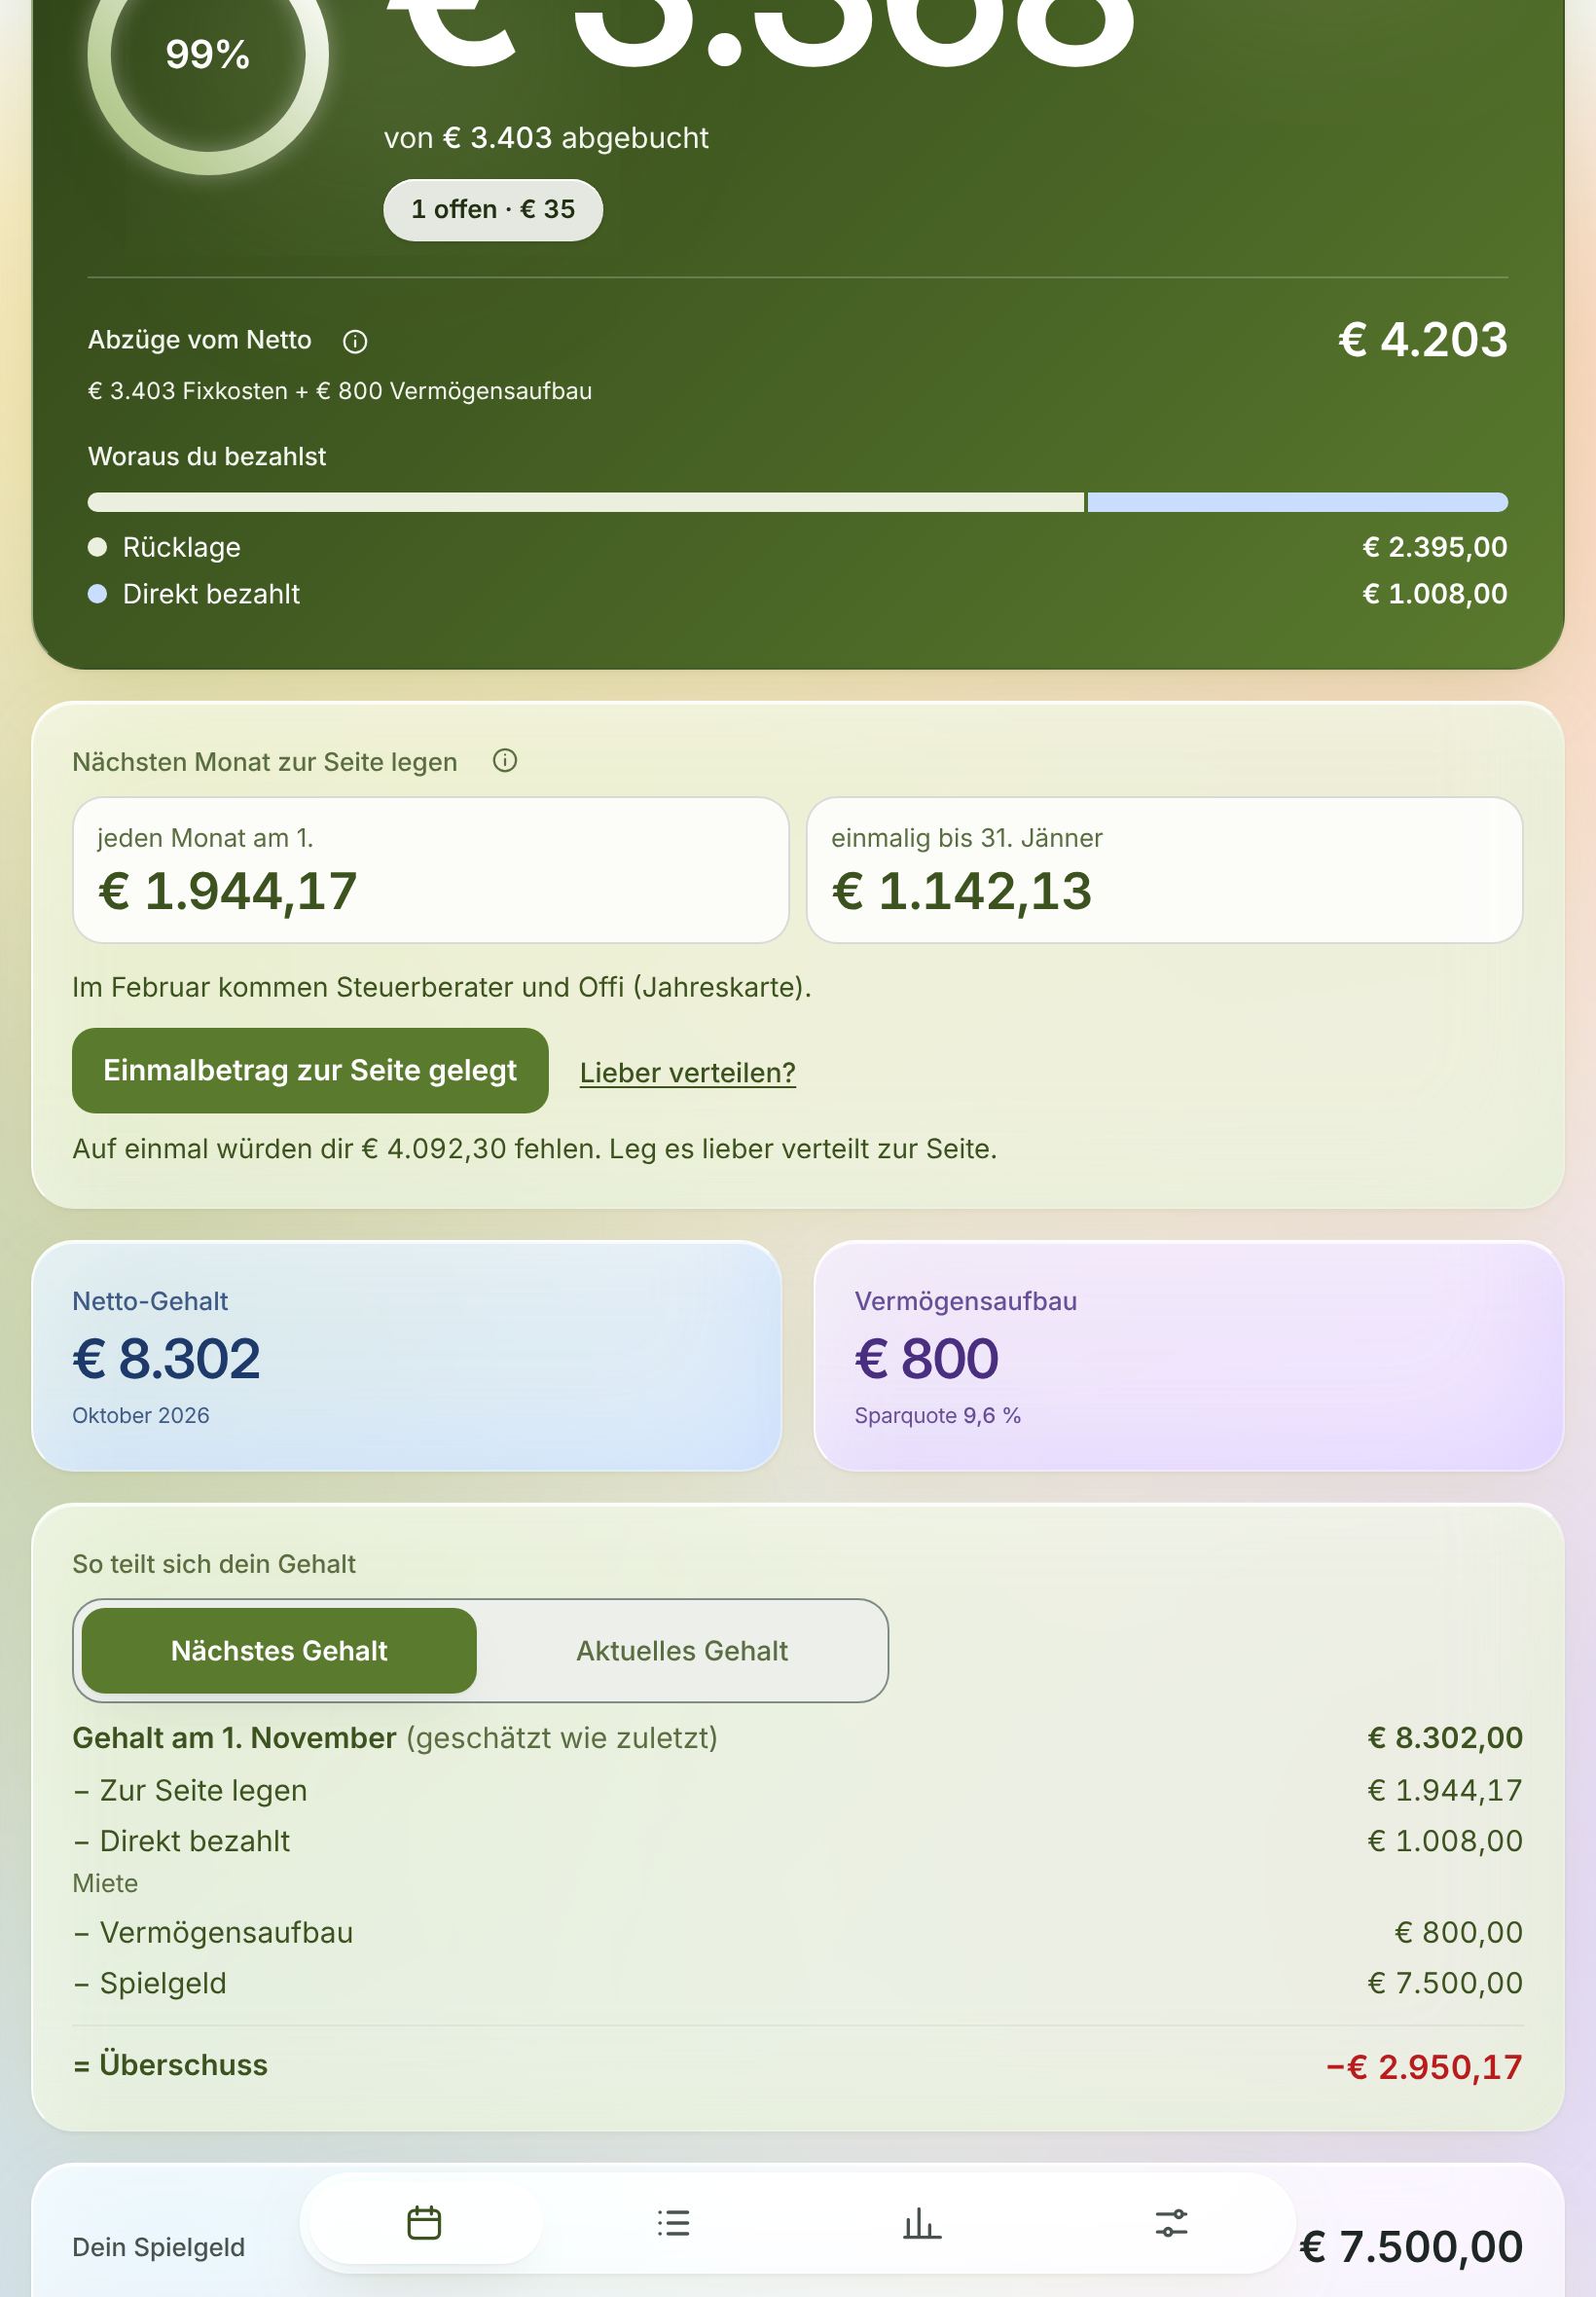 99%
€ 3.368
von € 3.403 abgebucht
1 offen · € 35
Abzüge vom Netto
€ 4.203
€ 3.403 Fixkosten + € 800 Vermögensaufbau
Woraus du bezahlst
Rücklage € 2.395,00
Direkt bezahlt € 1.008,00
Nächsten Monat zur Seite legen
jeden Monat am 1.
€ 1.944,17
einmalig bis 31. Jänner
€ 1.142,13
Im Februar kommen Steuerberater und Offi (Jahreskarte).
Einmalbetrag zur Seite gelegt
Lieber verteilen?
Auf einmal würden dir € 4.092,30 fehlen. Leg es lieber verteilt zur Seite.
Netto-Gehalt
€ 8.302
Oktober 2026
Vermögensaufbau
€ 800
Sparquote 9,6 %
So teilt sich dein Gehalt
Nächstes Gehalt
Aktuelles Gehalt
Gehalt am 1. November (geschätzt wie zuletzt) € 8.302,00
– Zur Seite legen € 1.944,17
– Direkt bezahlt € 1.008,00
Miete
– Vermögensaufbau € 800,00
– Spielgeld € 7.500,00
= Überschuss −€ 2.950,17
Dein Spielgeld € 7.500,00